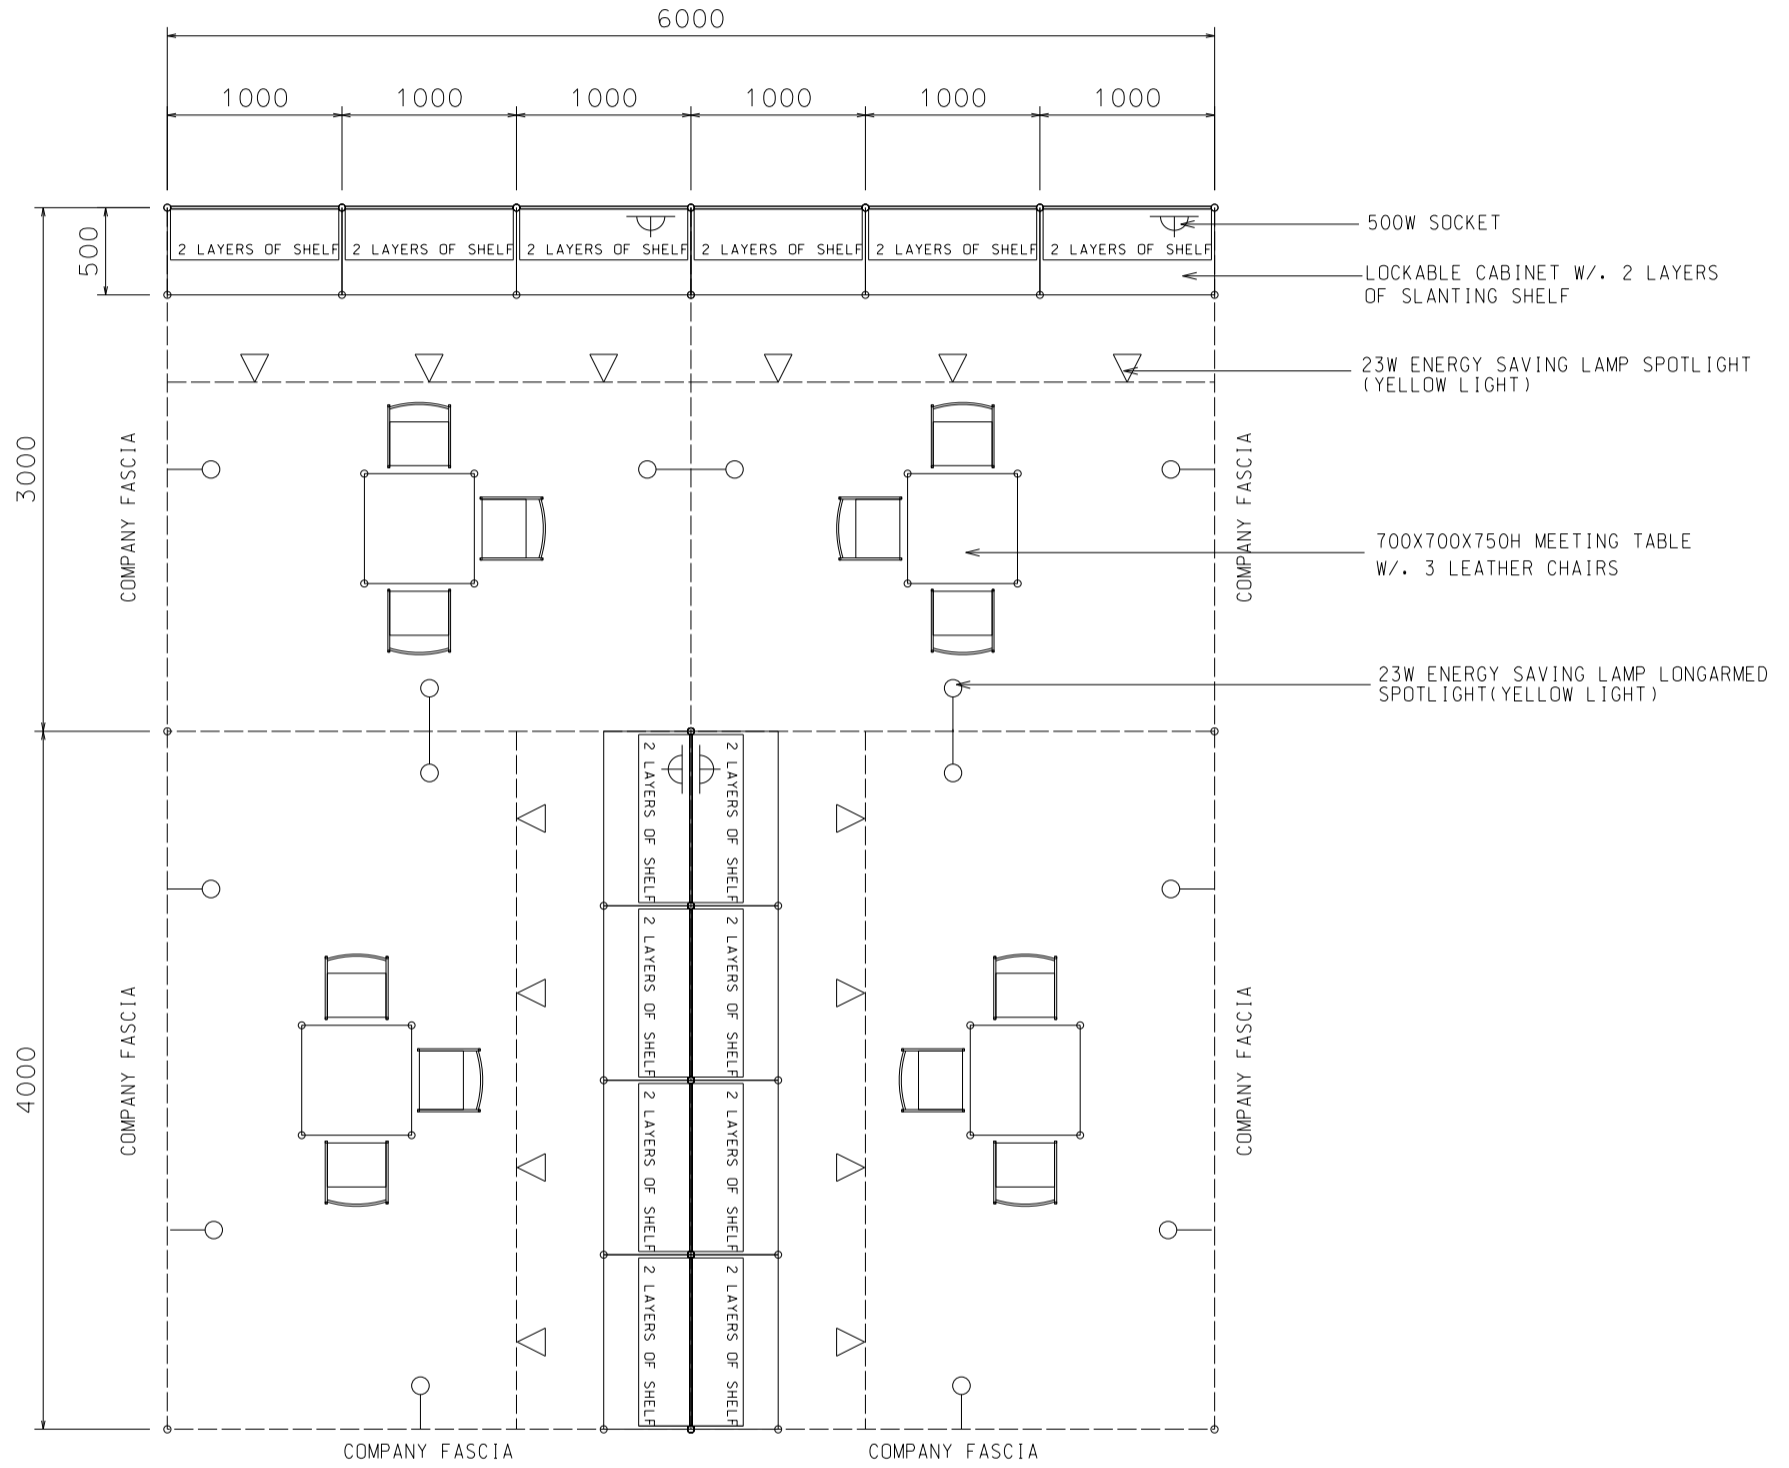 6000
1000 1000 1000 1000 1000 1000
500
2 LAYERS OF SHELF 2 LAYERS OF SHELF 2 LAYERS OF SHELF 2 LAYERS OF SHELF 2 LAYERS OF SHELF 2 LAYERS OF SHELF
500W SOCKET
LOCKABLE CABINET W/. 2 LAYERS
OF SLANTING SHELF
23W ENERGY SAVING LAMP SPOTLIGHT
(YELLOW LIGHT)
3000
COMPANY FASCIA
COMPANY FASCIA
700X700X750H MEETING TABLE
W/. 3 LEATHER CHAIRS
23W ENERGY SAVING LAMP LONGARMED
SPOTLIGHT(YELLOW LIGHT)
2 LAYERS OF SHELF
2 LAYERS OF SHELF
2 LAYERS OF SHELF
2 LAYERS OF SHELF
4000
COMPANY FASCIA
COMPANY FASCIA
2 LAYERS OF SHELF
2 LAYERS OF SHELF
2 LAYERS OF SHELF
2 LAYERS OF SHELF
COMPANY FASCIA
COMPANY FASCIA